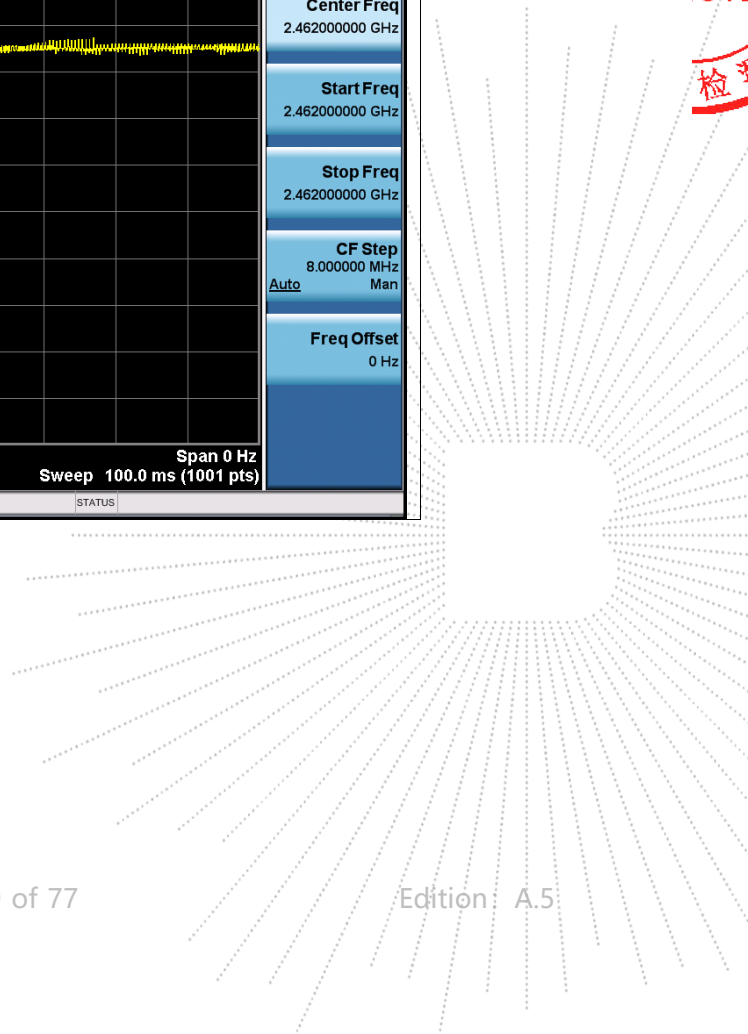 Center Freq
2.462000000 GHz
Start Freq
2.462000000 GHz
Stop Freq
2.462000000 GHz
CF Step
8.000000 MHz
Auto Man
Freq Offset
0 Hz
Span 0 Hz
Sweep 100.0 ms (1001 pts)
STATUS
检
of 77
Edition: A.5